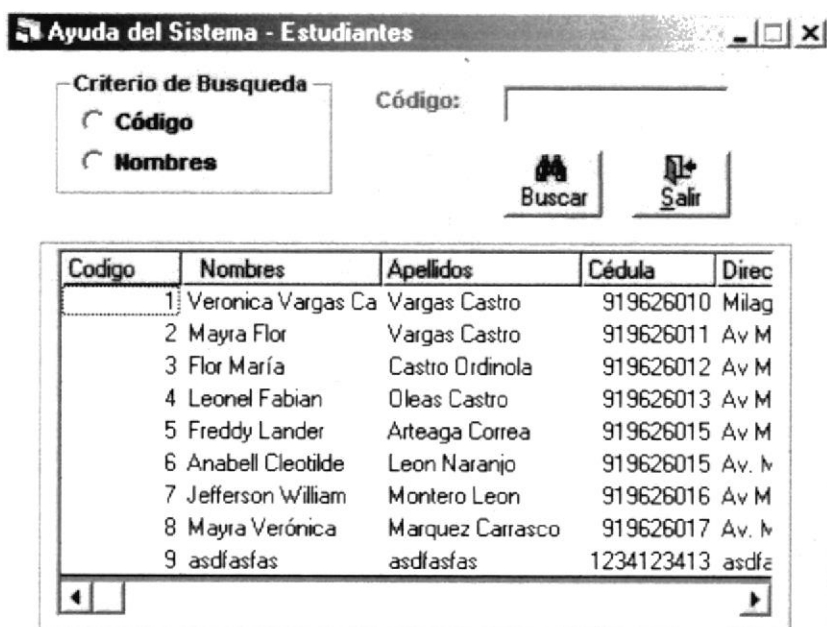 Ayuda del Sistema - Estudiantes
Criterio de Busqueda
Código:
Código
Nombres
Buscar
Salir
Codigo Nombres Apellidos Cédula Direc
1 Veronica Vargas Ca Vargas Castro 919626010 Milag
2 Mayra Flor Vargas Castro 919626011 Av M
3 Flor María Castro Ordinola 919626012 Av M
4 Leonel Fabian Oleas Castro 919626013 Av M
5 Freddy Lander Arteaga Correa 919626015 Av M
6 Anabell Cleotilde Leon Naranjo 919626015 Av. M
7 Jefferson William Montero Leon 919626016 Av M
8 Mayra Verónica Marquez Carrasco 919626017 Av. M
9 asdfasfas asdfasfas 1234123413 asdfa